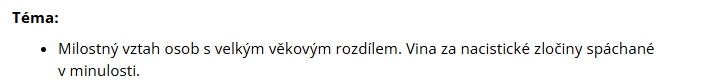 Téma:
• Milostný vztah osob s velkým věkovým rozdílem. Vina za nacistické zločiny spáchané
v minulosti.